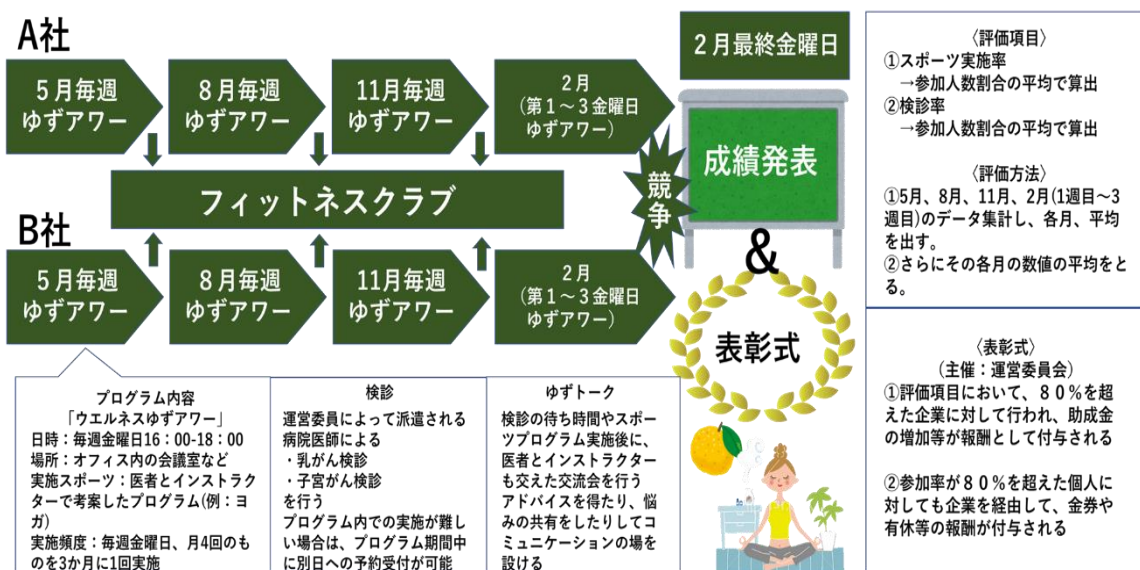 A社
5月毎週
ゆずアワー
8月毎週
ゆずアワー
11月毎週
ゆずアワー
2月
(第1～3金曜日
ゆずアワー)
フィットネスクラブ
B社
5月毎週
ゆずアワー
8月毎週
ゆずアワー
11月毎週
ゆずアワー
2月
(第1～3金曜日
ゆずアワー)
競争
2月最終金曜日
成績発表
&
表彰式
〈評価項目〉
①スポーツ実施率
→参加人数割合の平均で算出
②検診率
→参加人数割合の平均で算出
〈評価方法〉
①5月、8月、11月、2月(1週目～3
週目)のデータ集計し、各月、平均
を出す。
②さらにその各月の数値の平均をと
る。
〈表彰式〉
(主催：運営委員会)
①評価項目において、８０％を超
えた企業に対して行われ、助成金
の増加等が報酬として付与される
②参加率が８０％を超えた個人に
対しても企業を経由して、金券や
有休等の報酬が付与される
プログラム内容
「ウエルネスゆずアワー」
日時：毎週金曜日16：00-18：00
場所：オフィス内の会議室など
実施スポーツ：医者とインストラク
ターで考案したプログラム(例：ヨ
ガ)
実施頻度：毎週金曜日、月4回のも
のを3か月に1回実施
検診
運営委員によって派遣される
病院医師による
・乳がん検診
・子宮がん検診
を行う
プログラム内での実施が難し
い場合は、プログラム期間中
に別日への予約受付が可能
ゆずトーク
検診の待ち時間やスポー
ツプログラム実施後に、
医者とインストラクター
も交えた交流会を行う
アドバイスを得たり、悩
みの共有をしたりしてコ
ミュニケーションの場を
設ける